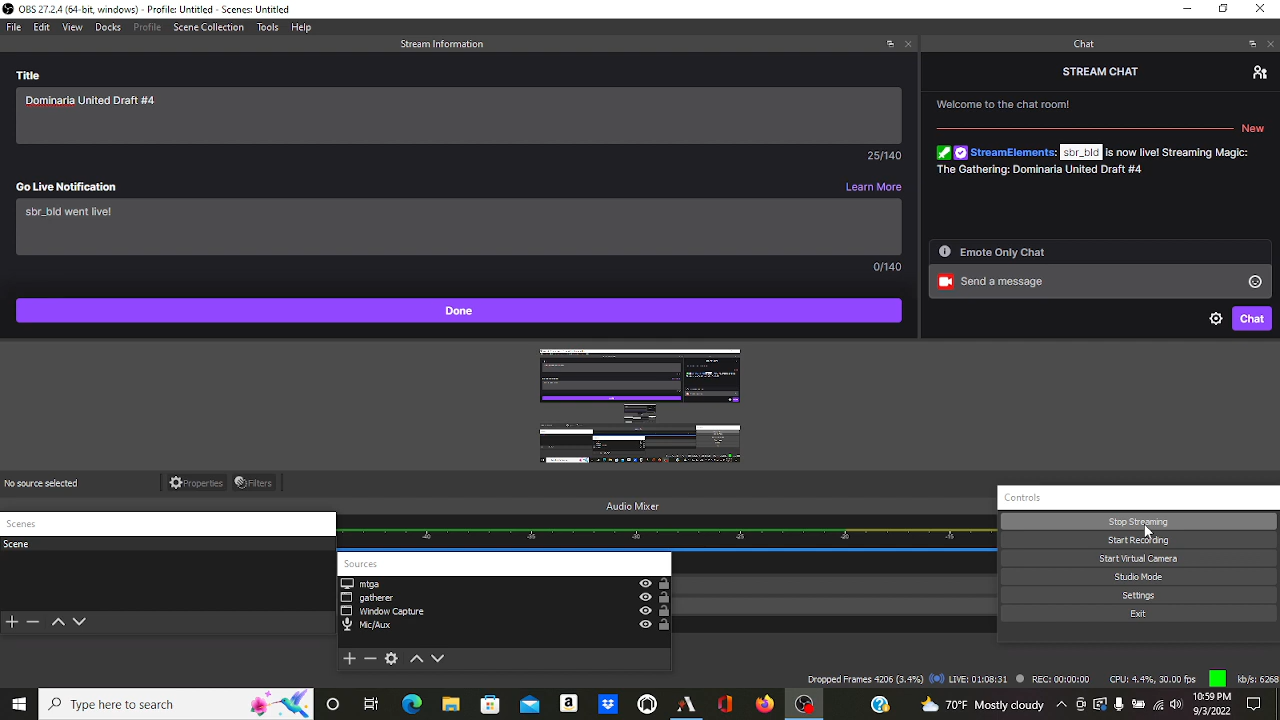 OBS 27.2.4 (64-bit, windows) - Profile: Untitled - Scenes: Untitled
File Edit View Docks Profile Scene Collection Tools Help
Stream Information
Title
Dominaria United Draft #4
25/140
Go Live Notification
Learn More
sbr_bld went live!
0/140
Done
Chat
STREAM CHAT
Welcome to the chat room!
New
StreamElements: sbr_bld is now live! Streaming Magic:
The Gathering: Dominaria United Draft #4
Emote Only Chat
Send a message
Chat
No source selected
Properties
Filters
Audio Mixer
-40 -35 -30 -25 -20 -15
Scenes
Scene
Sources
mtga
gatherer
Window Capture
Mic/Aux
Controls
Stop Streaming
Start Recording
Start Virtual Camera
Studio Mode
Settings
Exit
Dropped Frames 4206 (3.4%) LIVE: 01:08:31 REC: 00:00:00 CPU: 4.4%, 30.00 fps kb/s: 6268
Type here to search
70°F Mostly cloudy
10:59 PM
9/3/2022